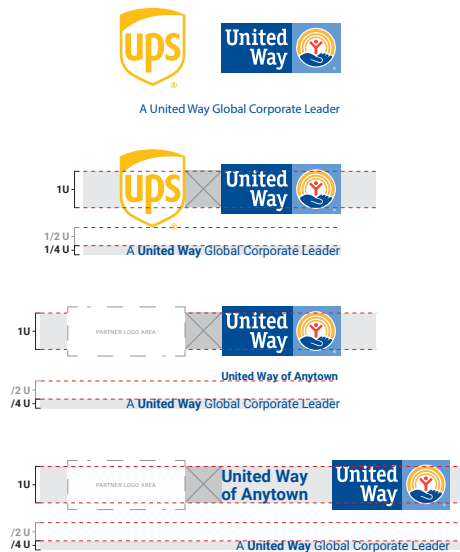 ups
®
United
Way
®
A United Way Global Corporate Leader
1U
ups
®
United
Way
®
1/2 U
1/4 U
A United Way Global Corporate Leader
1U
PARTNER LOGO AREA
United
Way
®
United Way of Anytown
/2 U
/4 U
A United Way Global Corporate Leader
1U
PARTNER LOGO AREA
United Way
of Anytown
United
Way
®
/2 U
/4 U
A United Way Global Corporate Leader